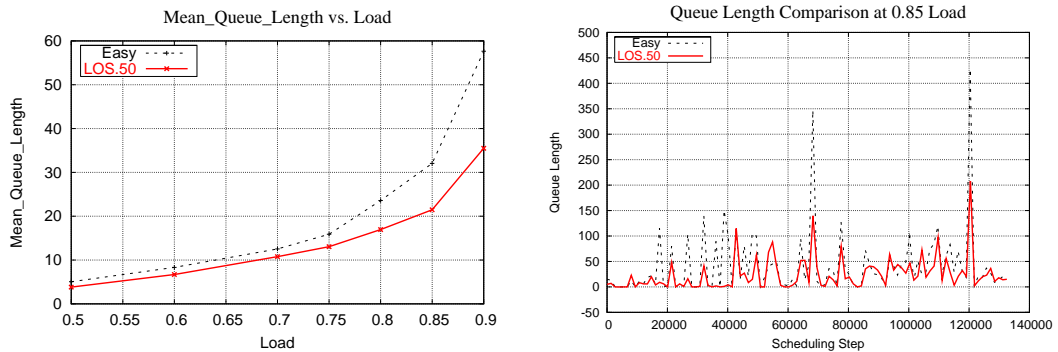 Mean_Queue_Length vs. Load
60
50
40
30
20
10
0
Mean_Queue_Length
Easy
LOS.50
0.5 0.55 0.6 0.65 0.7 0.75 0.8 0.85 0.9
Load
Queue Length Comparison at 0.85 Load
500
450
400
350
300
250
200
150
100
50
0
-50
Queue Length
Easy
LOS.50
0 20000 40000 60000 80000 100000 120000 140000
Scheduling Step